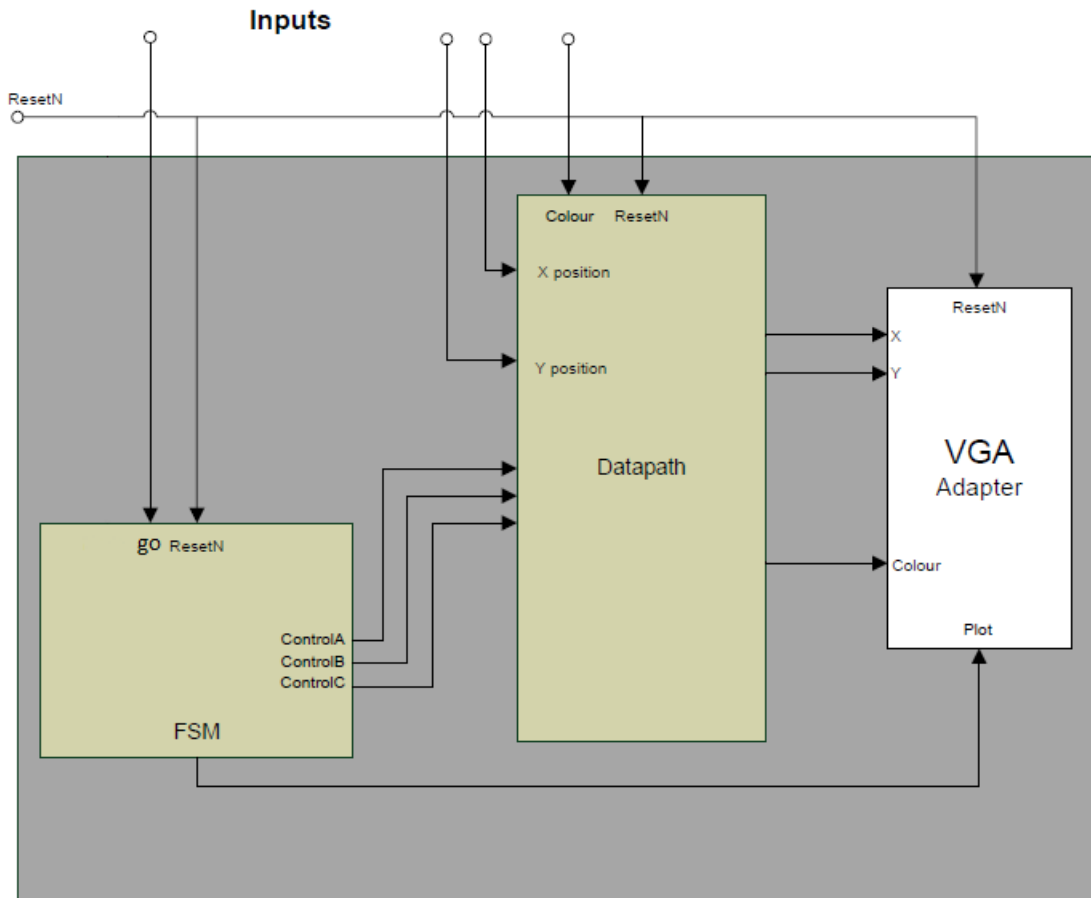 Inputs
ResetN
Colour ResetN
X position
ResetN
X
Y position
Y
VGA
Adapter
Datapath
go ResetN
Colour
Plot
ControlA
ControlB
ControlC
FSM